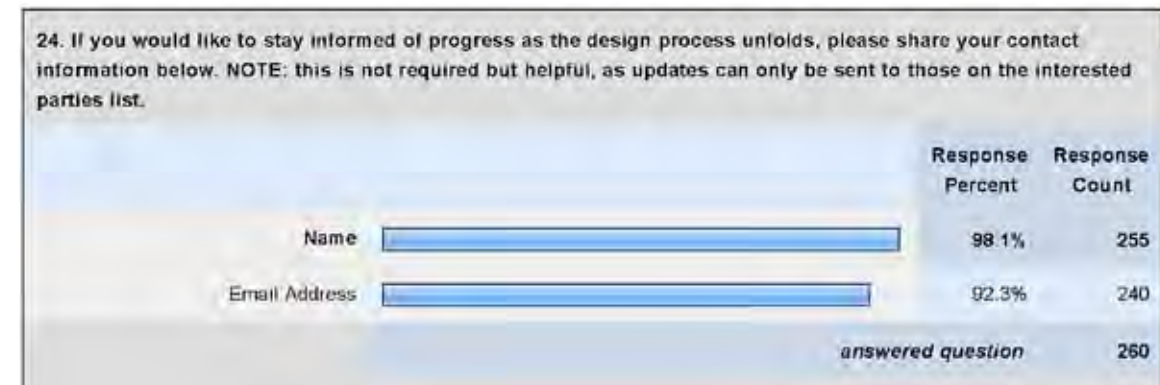 24. If you would like to stay informed of progress as the design process unfolds, please share your contact
information below. NOTE: this is not required but helpful, as updates can only be sent to those on the interested
parties list.
Response Response
Percent Count
Name 98.1% 255
Email Address 92.3% 240
answered question 260